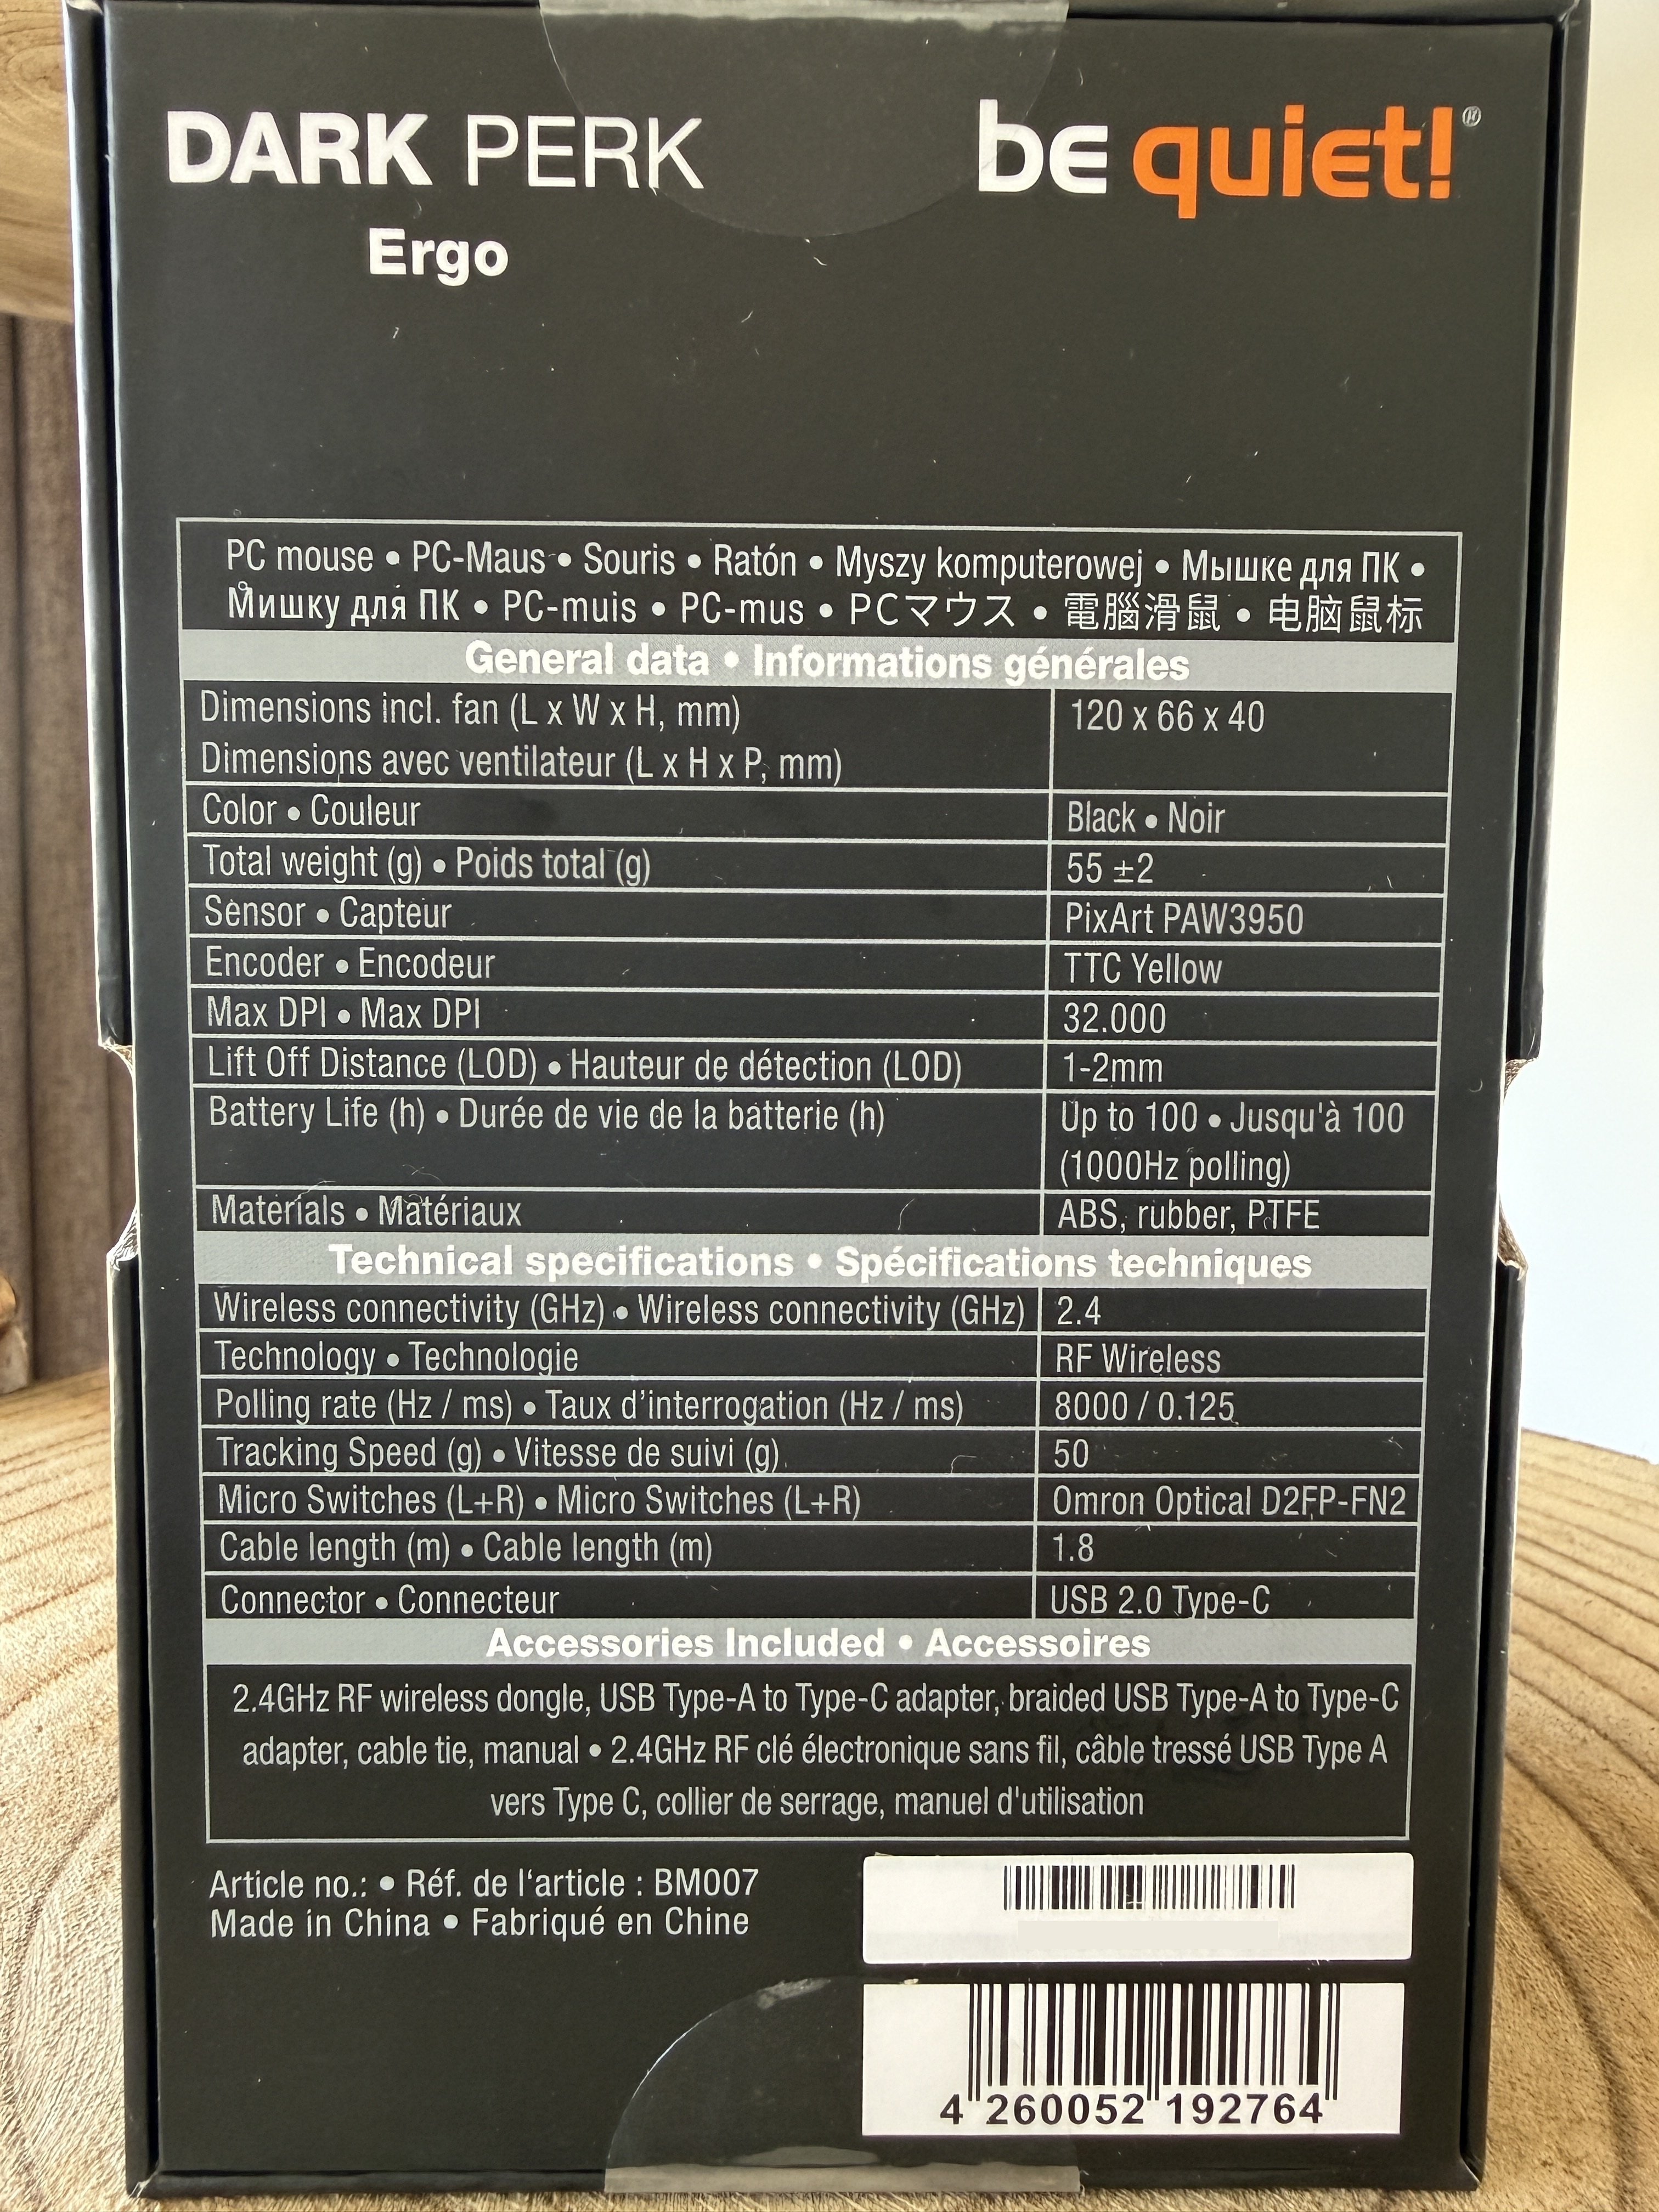 DARK PERK
Ergo
be quiet!®
PC mouse • PC-Maus • Souris • Ratón • Myszy komputerowej • Мышке для ПК •
Мишку для ПК • PC-muis • PC-mus • PCマウス • 電腦滑鼠 • 电脑鼠标
General data • Informations générales
Dimensions incl. fan (L x W x H, mm) 120 x 66 x 40
Dimensions avec ventilateur (L x H x P, mm)
Color • Couleur Black • Noir
Total weight (g) • Poids total (g) 55 ±2
Sensor • Capteur PixArt PAW3950
Encoder • Encodeur TTC Yellow
Max DPI • Max DPI 32.000
Lift Off Distance (LOD) • Hauteur de détection (LOD) 1-2mm
Battery Life (h) • Durée de vie de la batterie (h) Up to 100 • Jusqu'à 100
(1000Hz polling)
Materials • Matériaux ABS, rubber, PTFE
Technical specifications • Spécifications techniques
Wireless connectivity (GHz) • Wireless connectivity (GHz) 2.4
Technology • Technologie RF Wireless
Polling rate (Hz / ms) • Taux d’interrogation (Hz / ms) 8000 / 0.125
Tracking Speed (g) • Vitesse de suivi (g) 50
Micro Switches (L+R) • Micro Switches (L+R) Omron Optical D2FP-FN2
Cable length (m) • Cable length (m) 1.8
Connector • Connecteur USB 2.0 Type-C
Accessories Included • Accessoires
2.4GHz RF wireless dongle, USB Type-A to Type-C adapter, braided USB Type-A to Type-C
adapter, cable tie, manual • 2.4GHz RF clé électronique sans fil, câble tressé USB Type A
vers Type C, collier de serrage, manuel d'utilisation
Article no.: • Réf. de l‘article : BM007
Made in China • Fabriqué en Chine
4 260052 192764